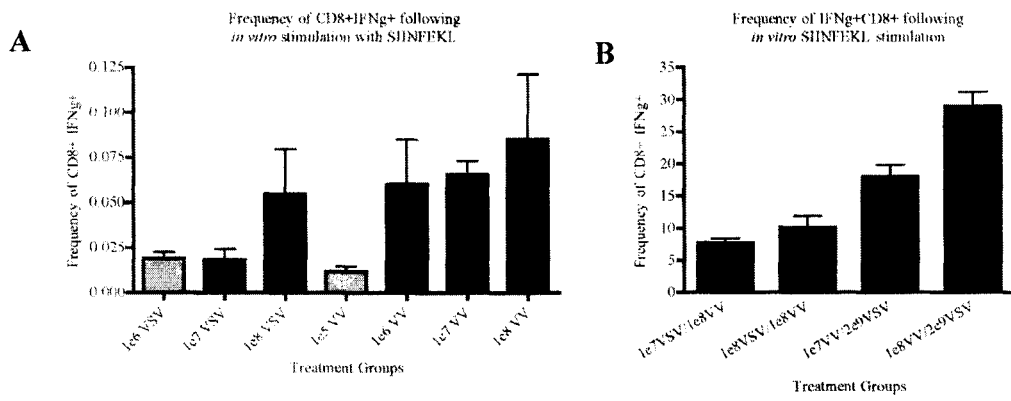 A
Frequency of CD8+IFNg+ following
in vitro stimulation with SIINFEKL
Frequency of CD8+ IFNg+
0.125
0.100
0.075
0.050
0.025
0.000
1e6 VSV
1e7 VSV
1e8 VSV
1e5 VV
1e6 VV
1e7 VV
1e8 VV
Treatment Groups
B
Frequency of IFNg+CD8+ following
in vitro SIINFEKL stimulation
Frequency of CD8+ IFNg+
35
30
25
20
15
10
5
0
1e7VSV/1e8VV
1e8VSV/1e8VV
1e7VV/2e9VSV
1e8VV/2e9VSV
Treatment Groups